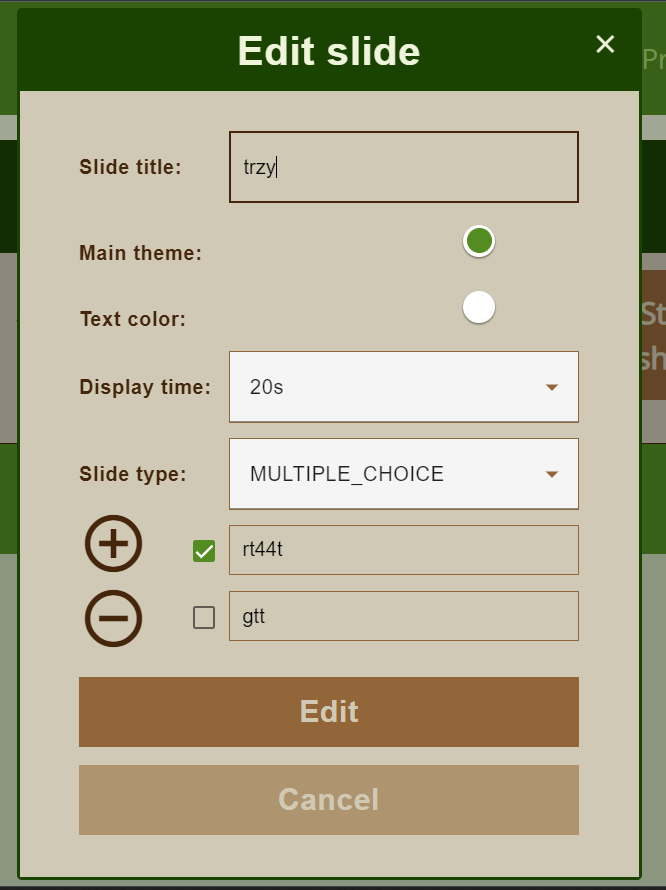 Edit slide
Pr
Slide title:
trzy
Main theme:
Text color:
St
sh
Display time:
20s
Slide type:
MULTIPLE_CHOICE
rt44t
gtt
Edit
Cancel